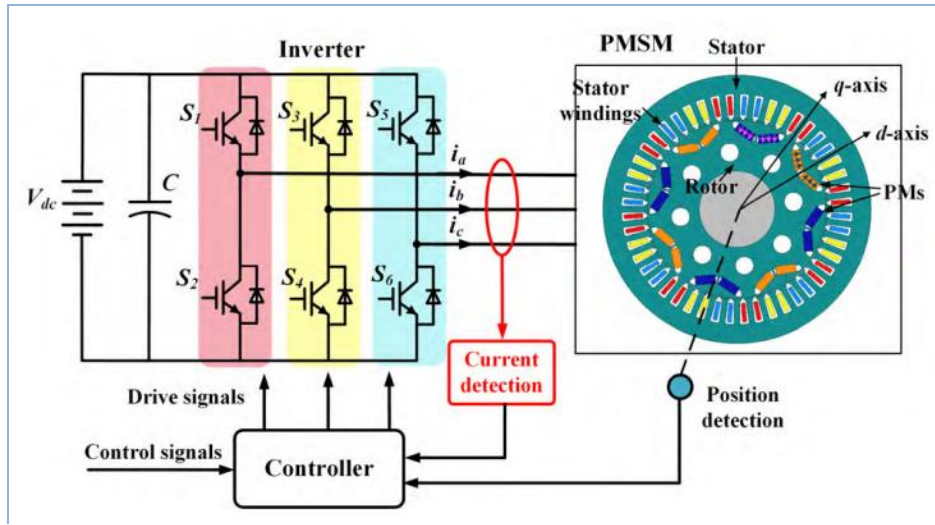 Inverter
PMSM
Stator
Stator
windings
q-axis
d-axis
S1
S3
S5
ia
ib
ic
Vdc
C
Rotor
PMs
S2
S4
S6
Current
detection
Drive signals
Position
detection
Control signals
Controller